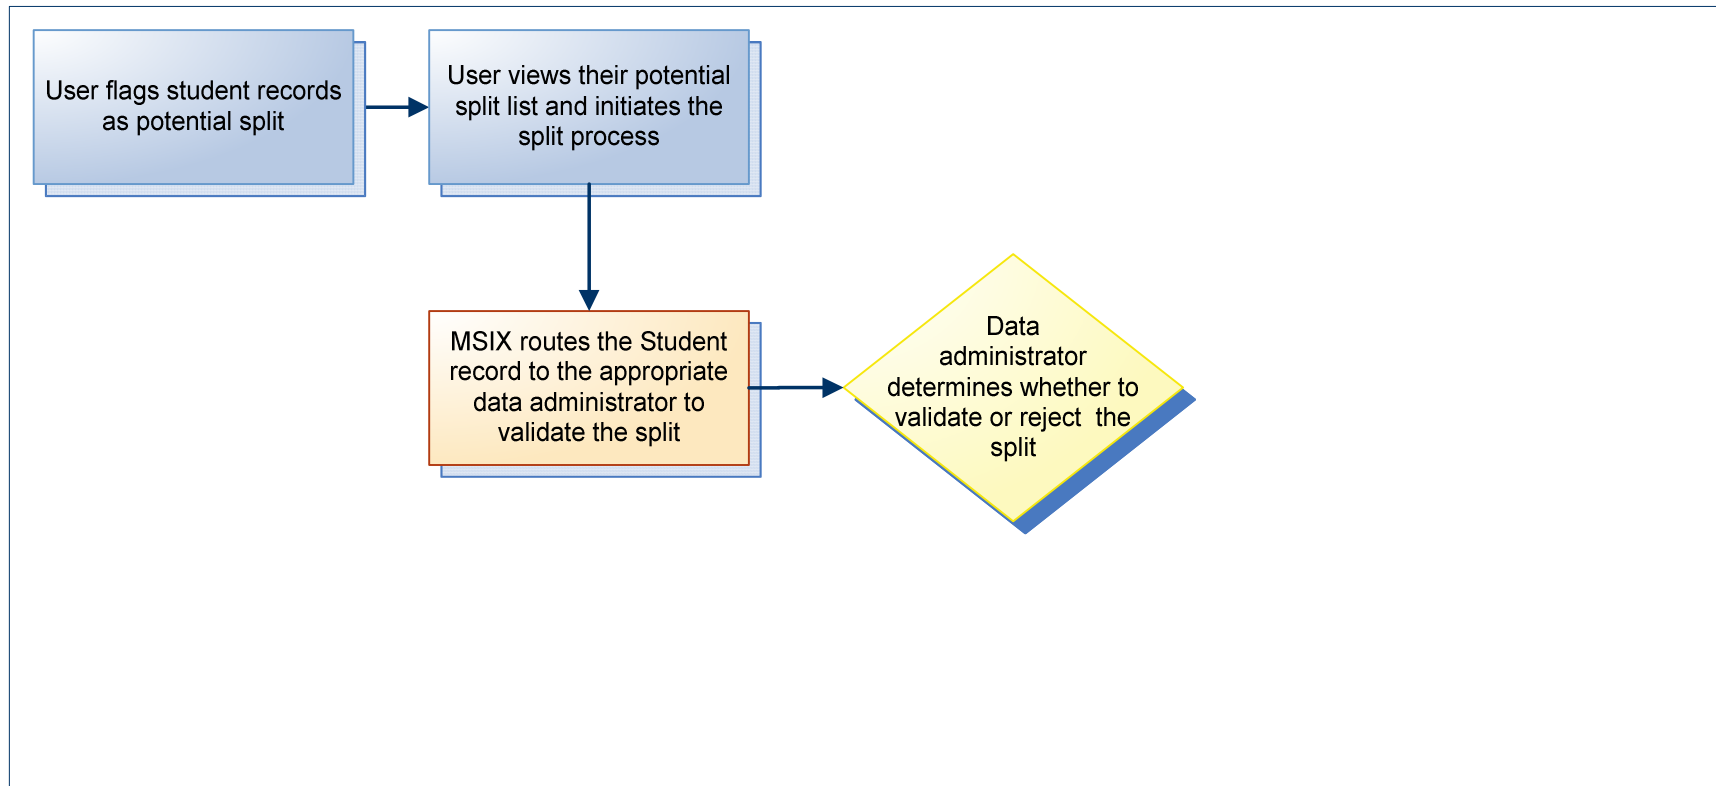 User flags student records
as potential split
User views their potential
split list and initiates the
split process
MSIX routes the Student
record to the appropriate
data administrator to
validate the split
Data
administrator
determines whether to
validate or reject  the
split